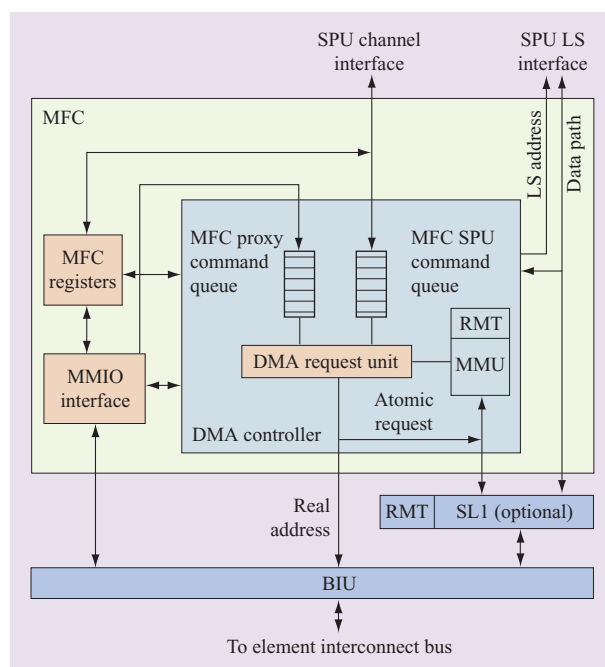 SPU channel
interface
SPU LS
interface
MFC
LS address
Data path
MFC proxy
command
queue
MFC SPU
command
queue
MFC
registers
RMT
MMU
DMA request unit
MMIO
interface
Atomic
request
DMA controller
Real
address
RMT
SL1 (optional)
BIU
To element interconnect bus